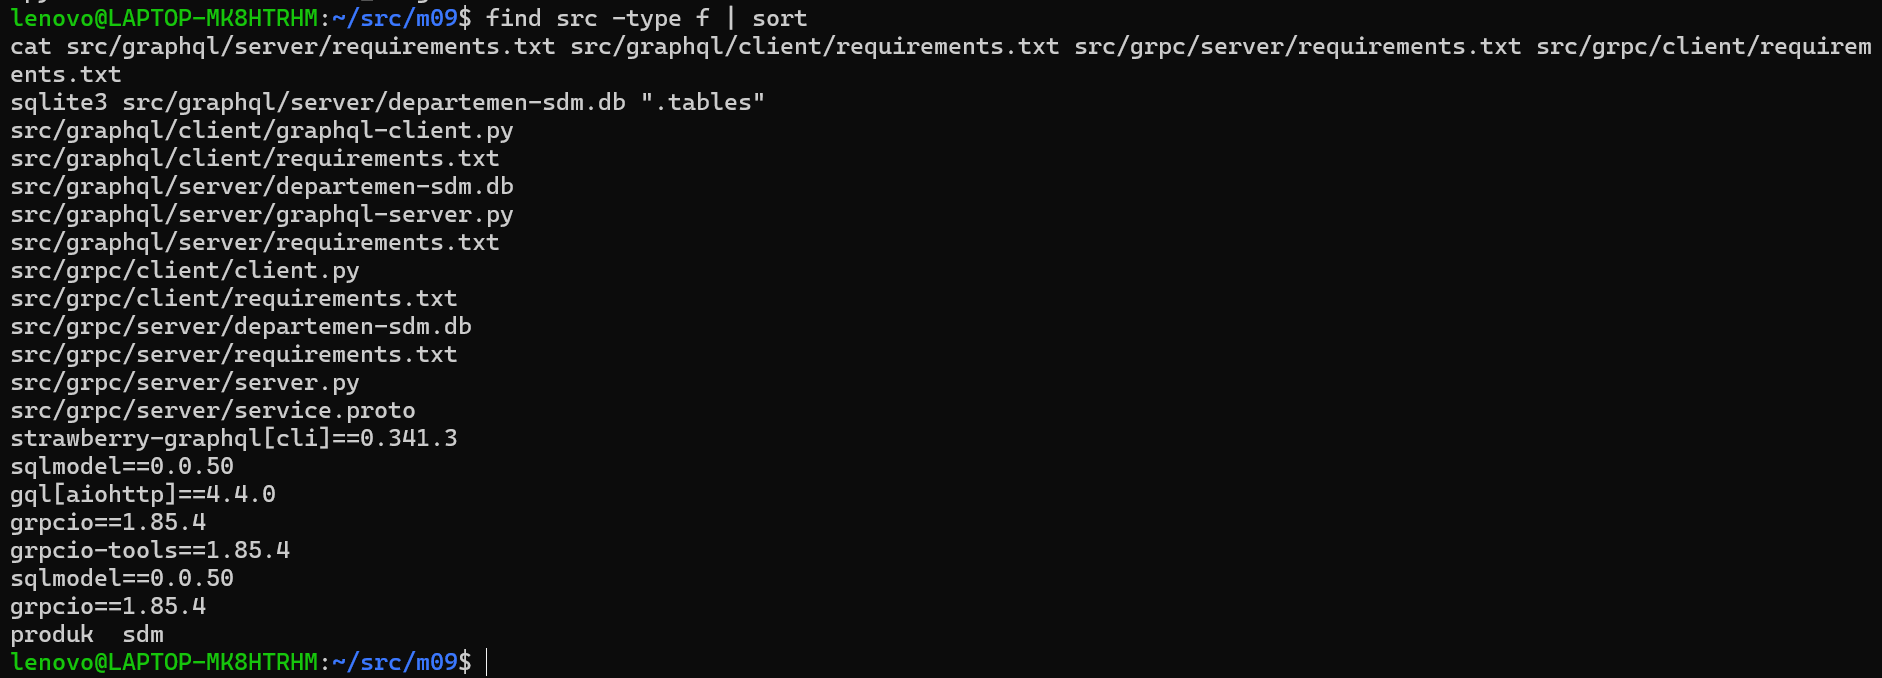 lenovo@LAPTOP-MK8HTRHM:~/src/m09$ find src -type f | sort
cat src/graphql/server/requirements.txt src/graphql/client/requirements.txt src/grpc/server/requirements.txt src/grpc/client/requirem
ents.txt
sqlite3 src/graphql/server/departemen-sdm.db ".tables"
src/graphql/client/graphql-client.py
src/graphql/client/requirements.txt
src/graphql/server/departemen-sdm.db
src/graphql/server/graphql-server.py
src/graphql/server/requirements.txt
src/grpc/client/client.py
src/grpc/client/requirements.txt
src/grpc/server/departemen-sdm.db
src/grpc/server/requirements.txt
src/grpc/server/server.py
src/grpc/server/service.proto
strawberry-graphql[cli]==0.341.3
sqlmodel==0.0.50
gql[aiohttp]==4.4.0
grpcio==1.85.4
grpcio-tools==1.85.4
sqlmodel==0.0.50
grpcio==1.85.4
produk  sdm
lenovo@LAPTOP-MK8HTRHM:~/src/m09$